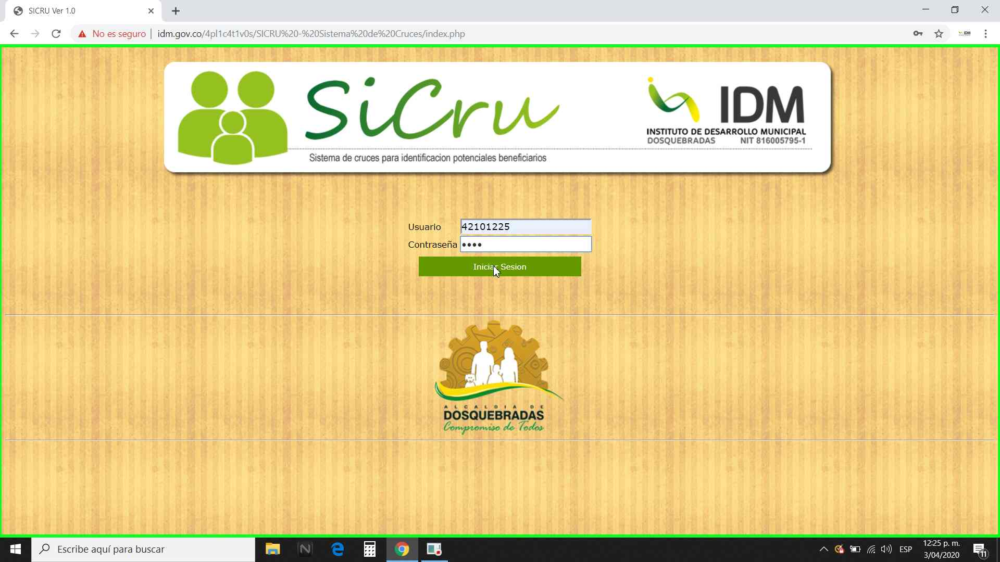 SICRU Ver 1.0
No es seguro | idm.gov.co/4pl1c4t1v0s/SICRU%20-%20Sistema%20de%20Cruces/index.php
SiCru
IDM
INSTITUTO DE DESARROLLO MUNICIPAL
DOSQUEBRADAS NIT 816005795-1
Sistema de cruces para identificacion potenciales beneficiarios
Usuario 42101225
Contraseña ••••
Iniciar Sesion
ALCALDIA DE
DOSQUEBRADAS
Compromiso de Todos
Escribe aquí para buscar
ESP
12:25 p. m.
3/04/2020
11